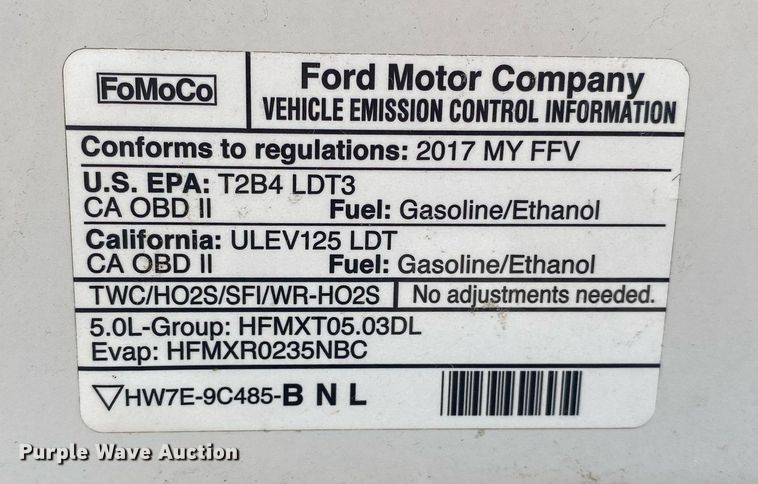 FoMoCo
Ford Motor Company
VEHICLE EMISSION CONTROL INFORMATION
Conforms to regulations: 2017 MY FFV
U.S. EPA: T2B4 LDT3
CA OBD II Fuel: Gasoline/Ethanol
California: ULEV125 LDT
CA OBD II Fuel: Gasoline/Ethanol
TWC/HO2S/SFI/WR-HO2S No adjustments needed.
5.0L-Group: HFMXT05.03DL
Evap: HFMXR0235NBC
▽HW7E-9C485-B N L
Purple Wave Auction